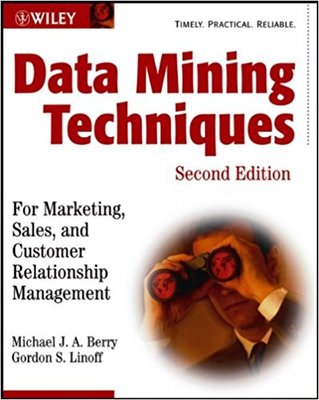 WILEY
TIMELY. PRACTICAL. RELIABLE.
Data Mining
Techniques
Second Edition
For Marketing,
Sales, and
Customer
Relationship
Management
Michael J. A. Berry
Gordon S. Linoff